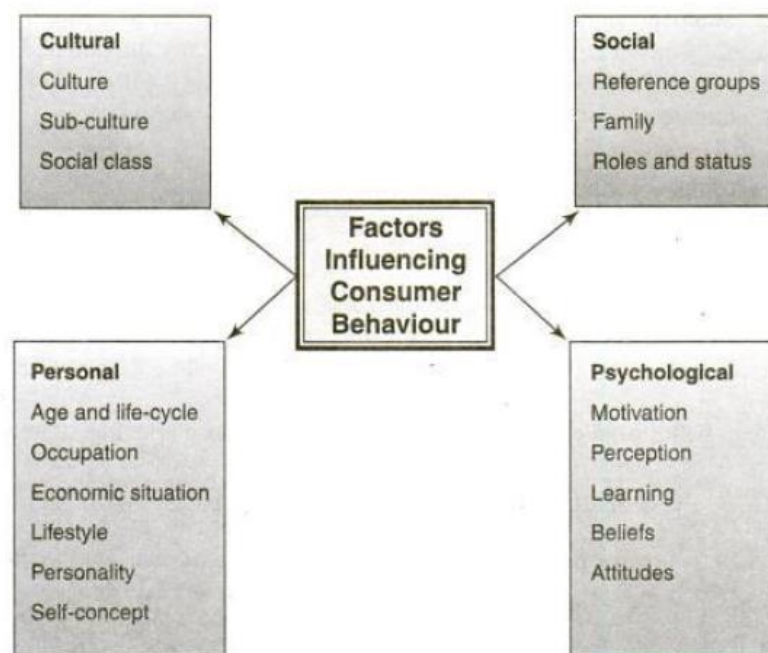 Cultural
Culture
Sub-culture
Social class
Social
Reference groups
Family
Roles and status
Factors
Influencing
Consumer
Behaviour
Personal
Age and life-cycle
Occupation
Economic situation
Lifestyle
Personality
Self-concept
Psychological
Motivation
Perception
Learning
Beliefs
Attitudes